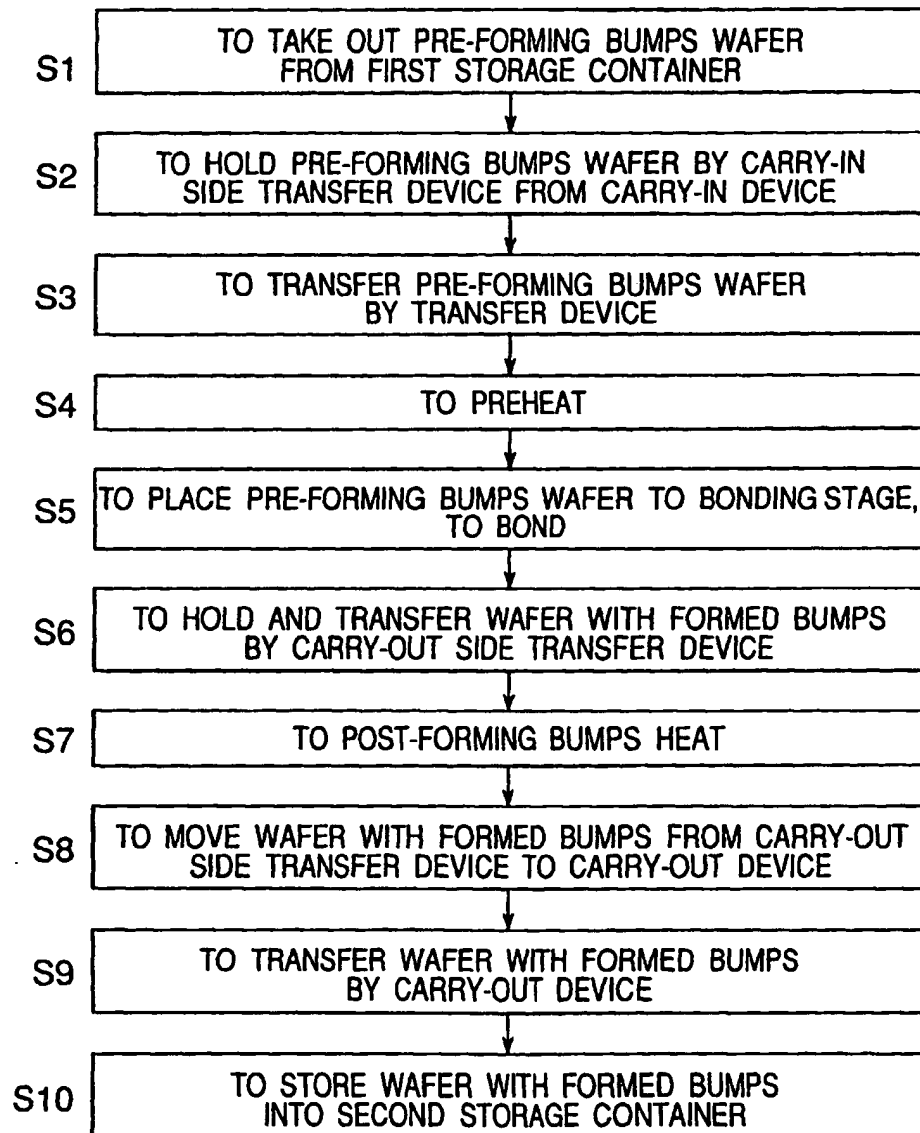 S1
TO TAKE OUT PRE-FORMING BUMPS WAFER
FROM FIRST STORAGE CONTAINER
S2
TO HOLD PRE-FORMING BUMPS WAFER BY CARRY-IN
SIDE TRANSFER DEVICE FROM CARRY-IN DEVICE
S3
TO TRANSFER PRE-FORMING BUMPS WAFER
BY TRANSFER DEVICE
S4
TO PREHEAT
S5
TO PLACE PRE-FORMING BUMPS WAFER TO BONDING STAGE,
TO BOND
S6
TO HOLD AND TRANSFER WAFER WITH FORMED BUMPS
BY CARRY-OUT SIDE TRANSFER DEVICE
S7
TO POST-FORMING BUMPS HEAT
S8
TO MOVE WAFER WITH FORMED BUMPS FROM CARRY-OUT
SIDE TRANSFER DEVICE TO CARRY-OUT DEVICE
S9
TO TRANSFER WAFER WITH FORMED BUMPS
BY CARRY-OUT DEVICE
S10
TO STORE WAFER WITH FORMED BUMPS
INTO SECOND STORAGE CONTAINER